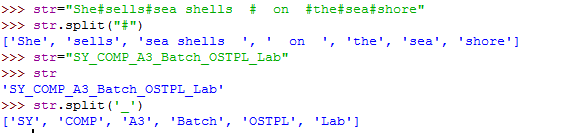 >>> str="She#sells#sea shells  #  on  #the#sea#shore"
>>> str.split("#")
['She', 'sells', 'sea shells  ', '  on  ', 'the', 'sea', 'shore']
>>> str="SY_COMP_A3_Batch_OSTPL_Lab"
>>> str
'SY_COMP_A3_Batch_OSTPL_Lab'
>>> str.split('_')
['SY', 'COMP', 'A3', 'Batch', 'OSTPL', 'Lab']